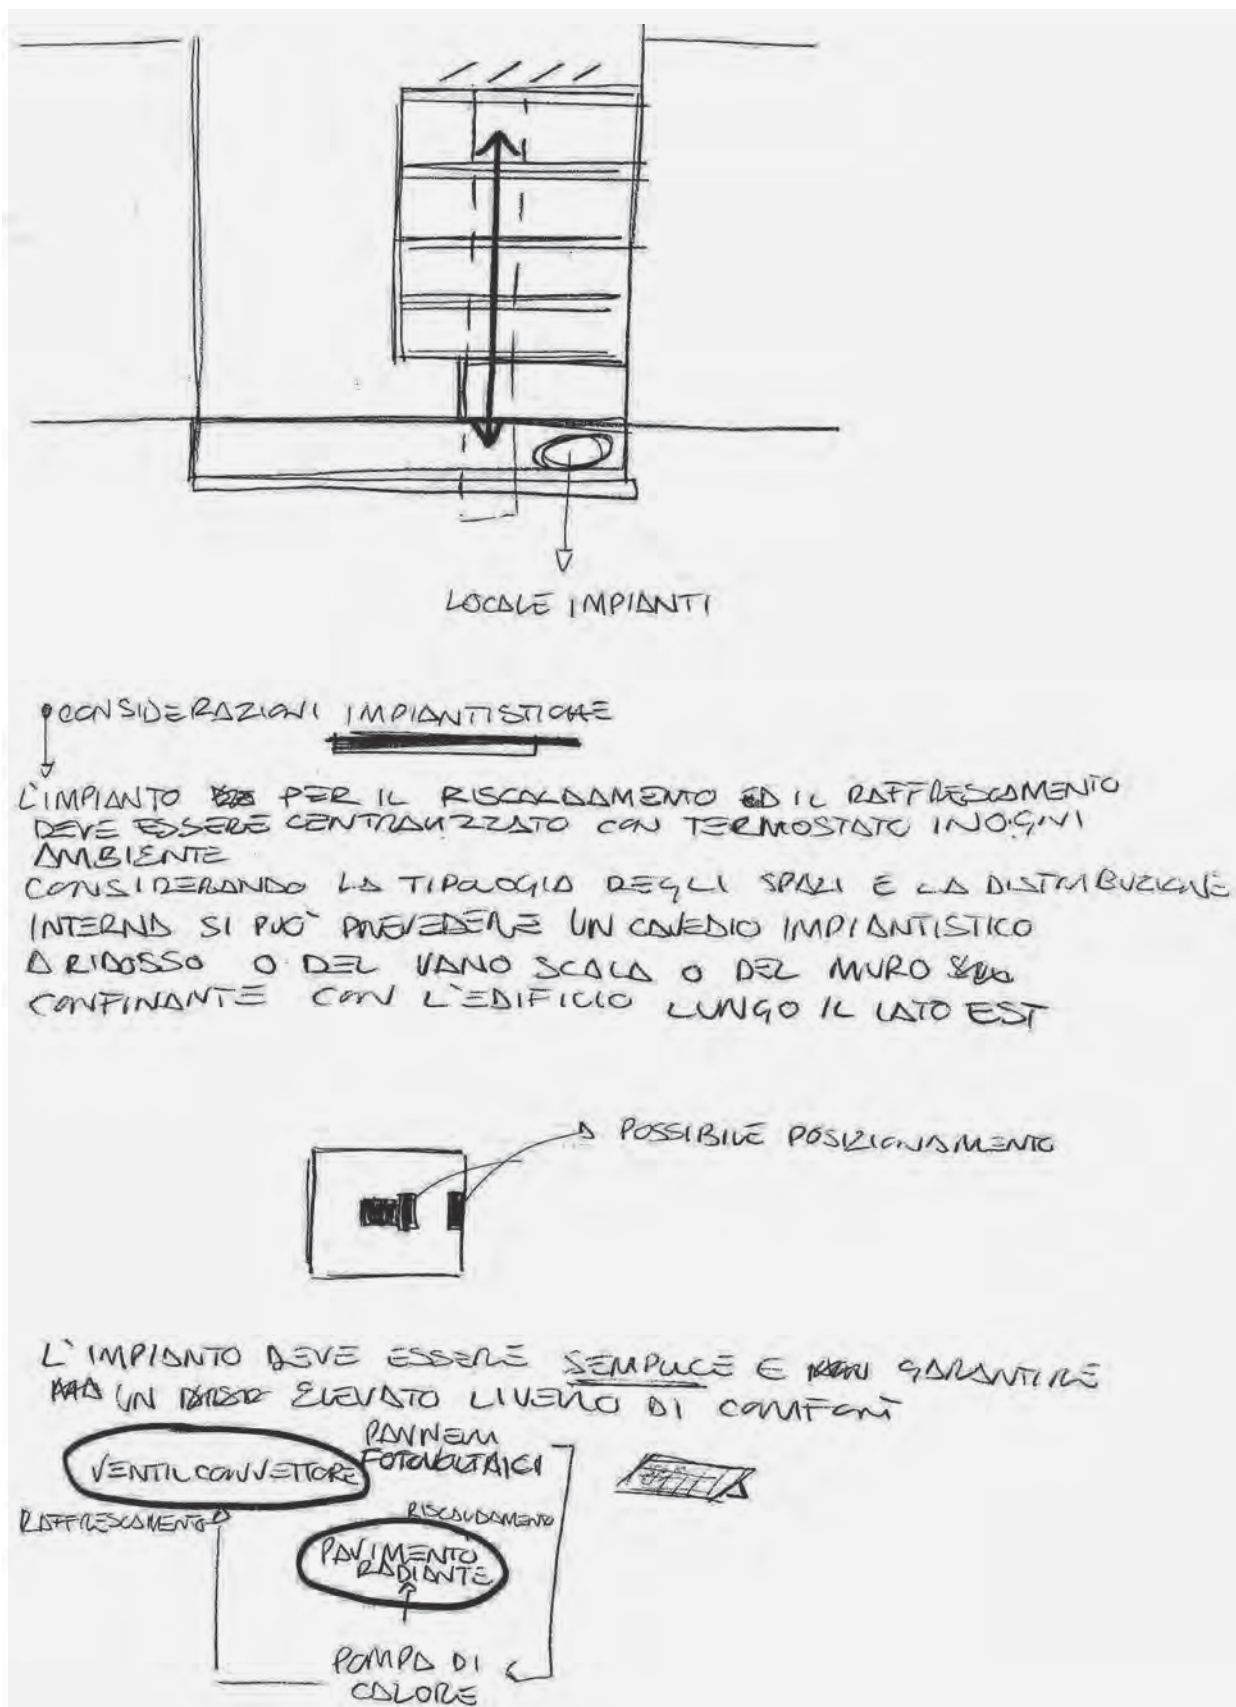 LOCALE IMPIANTI
CONSIDERAZIONI IMPIANTISTICHE
L'IMPIANTO PER IL RISCALDAMENTO ED IL RAFFRESCAMENTO
DEVE ESSERE CENTRALIZZATO CON TERMOSTATO IN OGNI
AMBIENTE
CONSIDERANDO LA TIPOLOGIA DEGLI SPAZI E LA DISTRIBUZIONE
INTERNA SI PUÒ PREVEDERE UN CAVEDIO IMPIANTISTICO
A RIDOSSO O DEL VANO SCALA O DEL MURO
CONFINANTE CON L'EDIFICIO LUNGO IL LATO EST
POSSIBILE POSIZIONAMENTO
L'IMPIANTO DEVE ESSERE SEMPLICE E GARANTIRE
UN ELEVATO LIVELLO DI COMFORT
PANNELLI
FOTOVOLTAICI
VENTILCONVETTORE
RAFFRESCAMENTO
RISCALDAMENTO
PAVIMENTO
RADIANTE
POMPA DI
CALORE